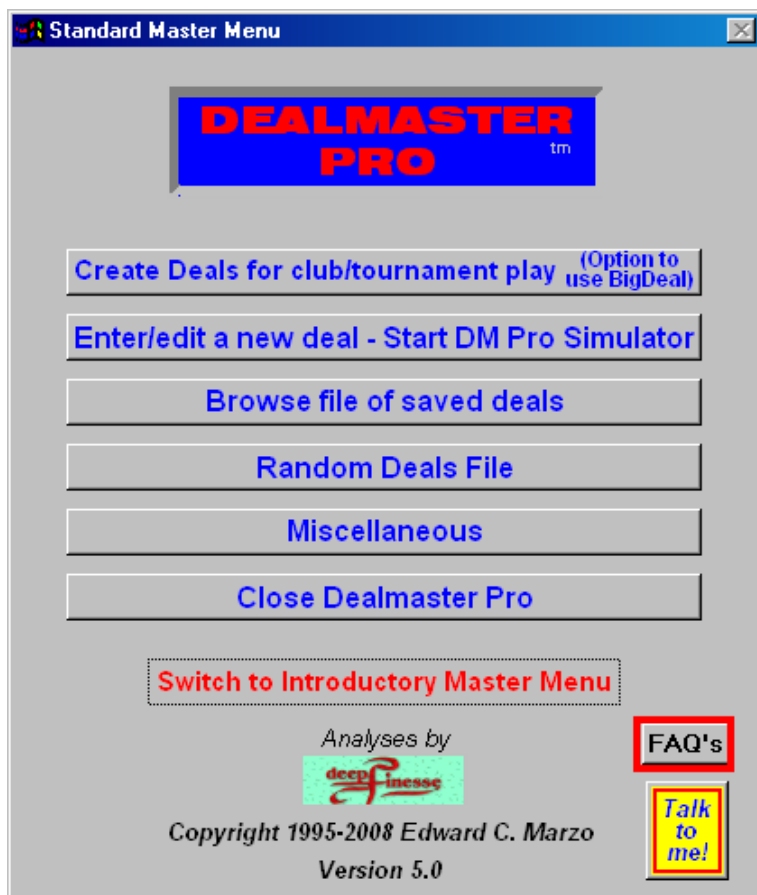 Standard Master Menu
DEALMASTER
PRO
tm
Create Deals for club/tournament play (Option to
use BigDeal)
Enter/edit a new deal - Start DM Pro Simulator
Browse file of saved deals
Random Deals File
Miscellaneous
Close Dealmaster Pro
Switch to Introductory Master Menu
Analyses by
deep Finesse
FAQ's
Copyright 1995-2008 Edward C. Marzo
Version 5.0
Talk
to
me!